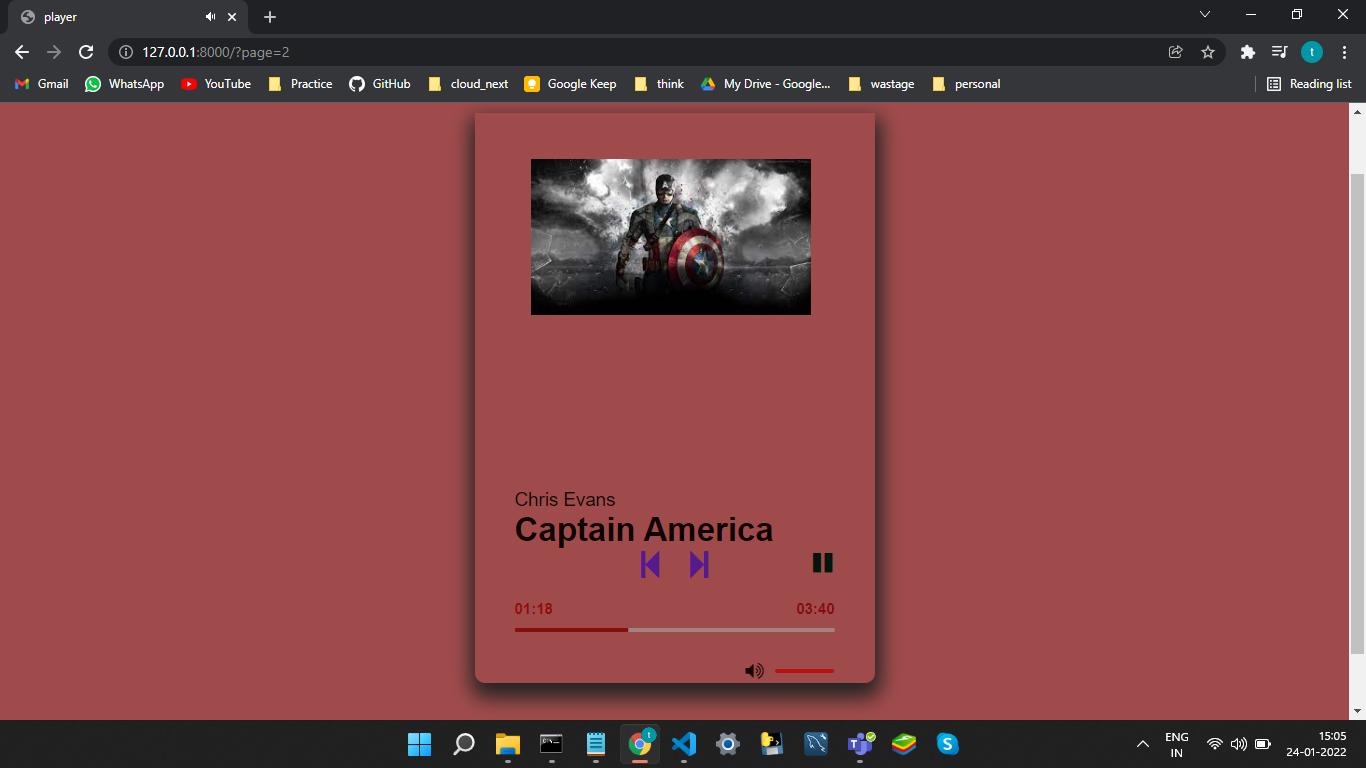 player
127.0.0.1:8000/?page=2
t
Gmail
WhatsApp
YouTube
Practice
GitHub
cloud_next
Google Keep
think
My Drive - Google...
wastage
personal
Reading list
A
Chris Evans
Captain America
01:18
03:40
t
ENG
IN
15:05
24-01-2022